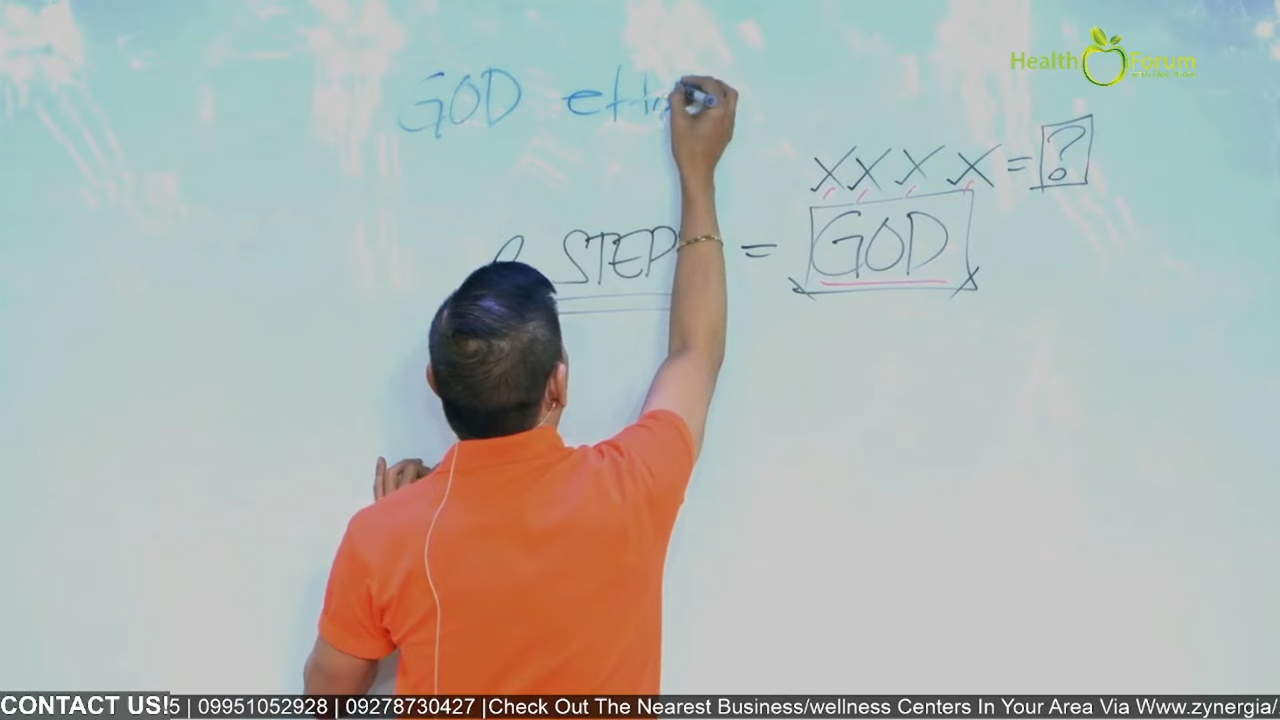 Health Forum
GOD
XXXX = ?
STEP = GOD
CONTACT US! 5 | 09951052928 | 09278730427 |Check Out The Nearest Business/wellness Centers In Your Area Via Www.zynergia/